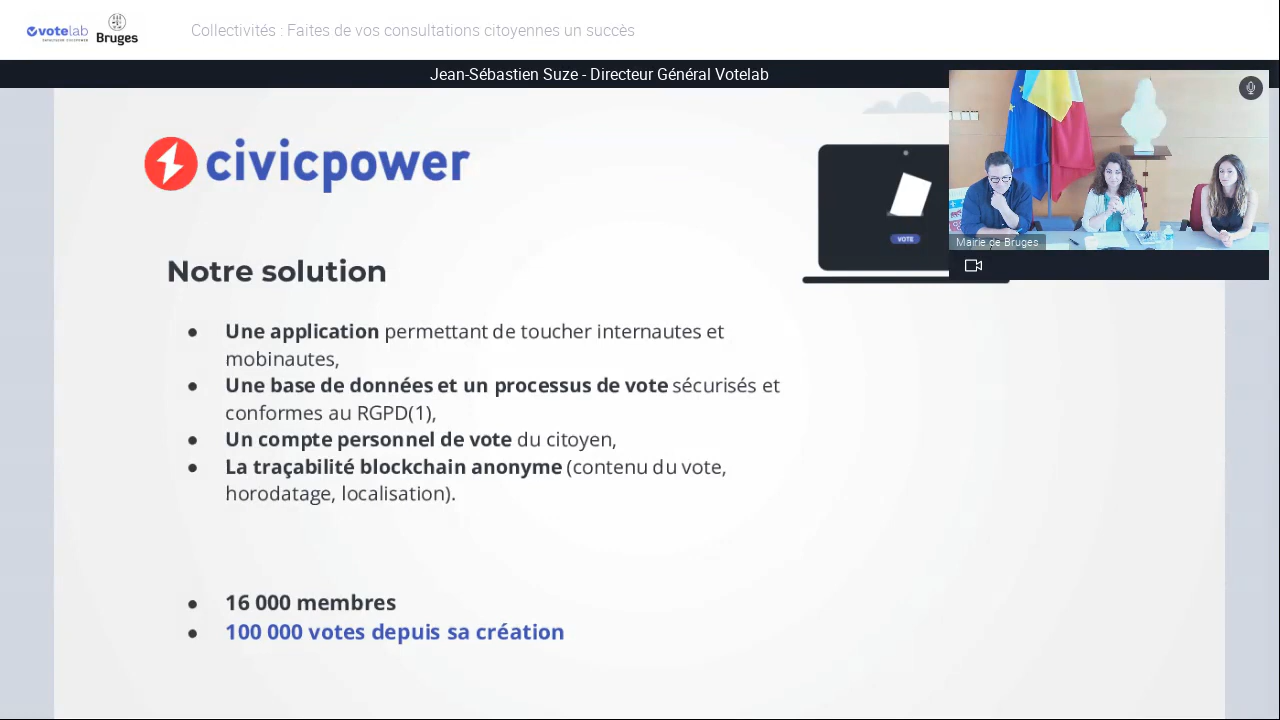 votelab
Bruges
Collectivités : Faites de vos consultations citoyennes un succès
Jean-Sébastien Suze - Directeur Général Votelab
civicpower
VOTE
Mairie de Bruges
Notre solution
● Une application permettant de toucher internautes et
mobinautes,
● Une base de données et un processus de vote sécurisés et
conformes au RGPD(1),
● Un compte personnel de vote du citoyen,
● La traçabilité blockchain anonyme (contenu du vote,
horodatage, localisation).
● 16 000 membres
● 100 000 votes depuis sa création